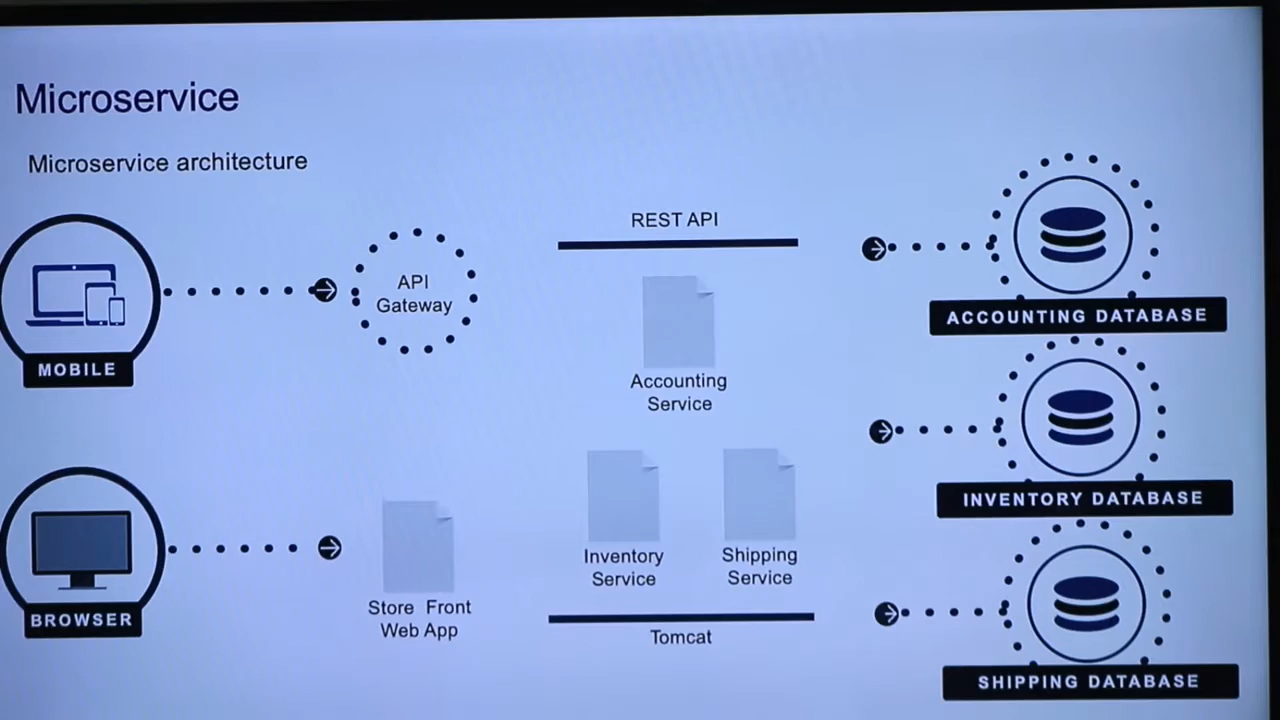 Microservice
Microservice architecture
REST API
API
Gateway
MOBILE
Accounting
Service
ACCOUNTING DATABASE
Inventory
Service
Shipping
Service
INVENTORY DATABASE
BROWSER
Store Front
Web App
Tomcat
SHIPPING DATABASE